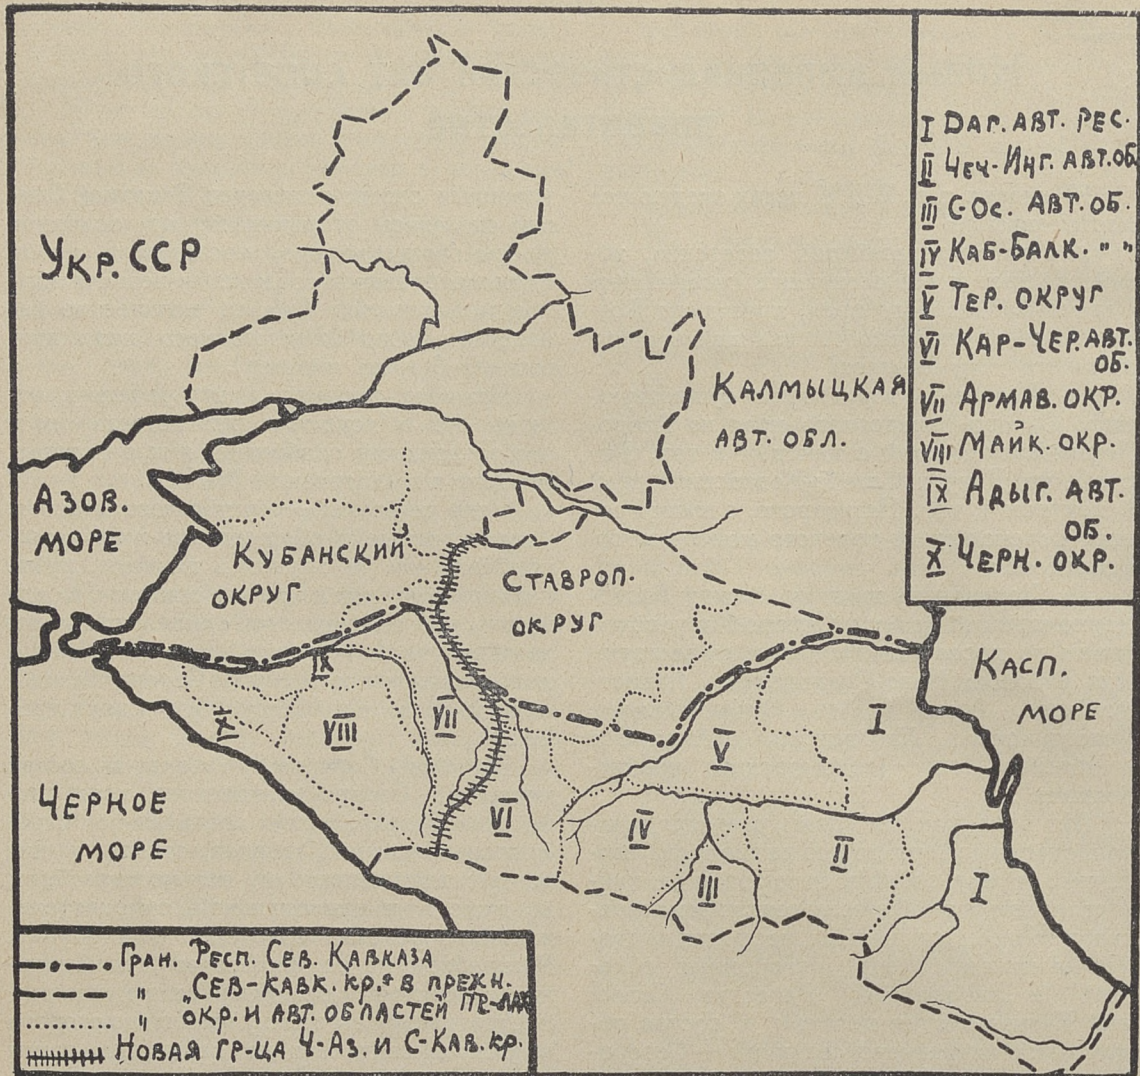 УКР. ССР
КАЛМЫЦКАЯ
АВТ. ОБЛ.
АЗОВ.
МОРЕ
КУБАНСКИЙ
ОКРУГ
СТАВРОП.
ОКРУГ
КАСП.
МОРЕ
ЧЕРНОЕ
МОРЕ
IX
X
VIII
VII
VI
V
IV
III
II
I
I
I ДАГ. АВТ. РЕС.
II ЧЕЧ-ИНГ. АВТ.ОБ.
III С-ОС. АВТ. ОБ.
IV КАБ-БАЛК. " "
V ТЕР. ОКРУГ
VI КАР-ЧЕР. АВТ.
ОБ.
VII АРМАВ. ОКР.
VIII МАЙК. ОКР.
IX АДЫГ. АВТ.
ОБ.
X ЧЕРН. ОКР.
ГРАН. РЕСП. СЕВ. КАВКАЗА
" СЕВ-КАВК. КР. В ПРЕЖН.
" ОКР. И АВТ. ОБЛАСТЕЙ
НОВАЯ ГР-ЦА Ч-АЗ. И С-КАВ. КР.